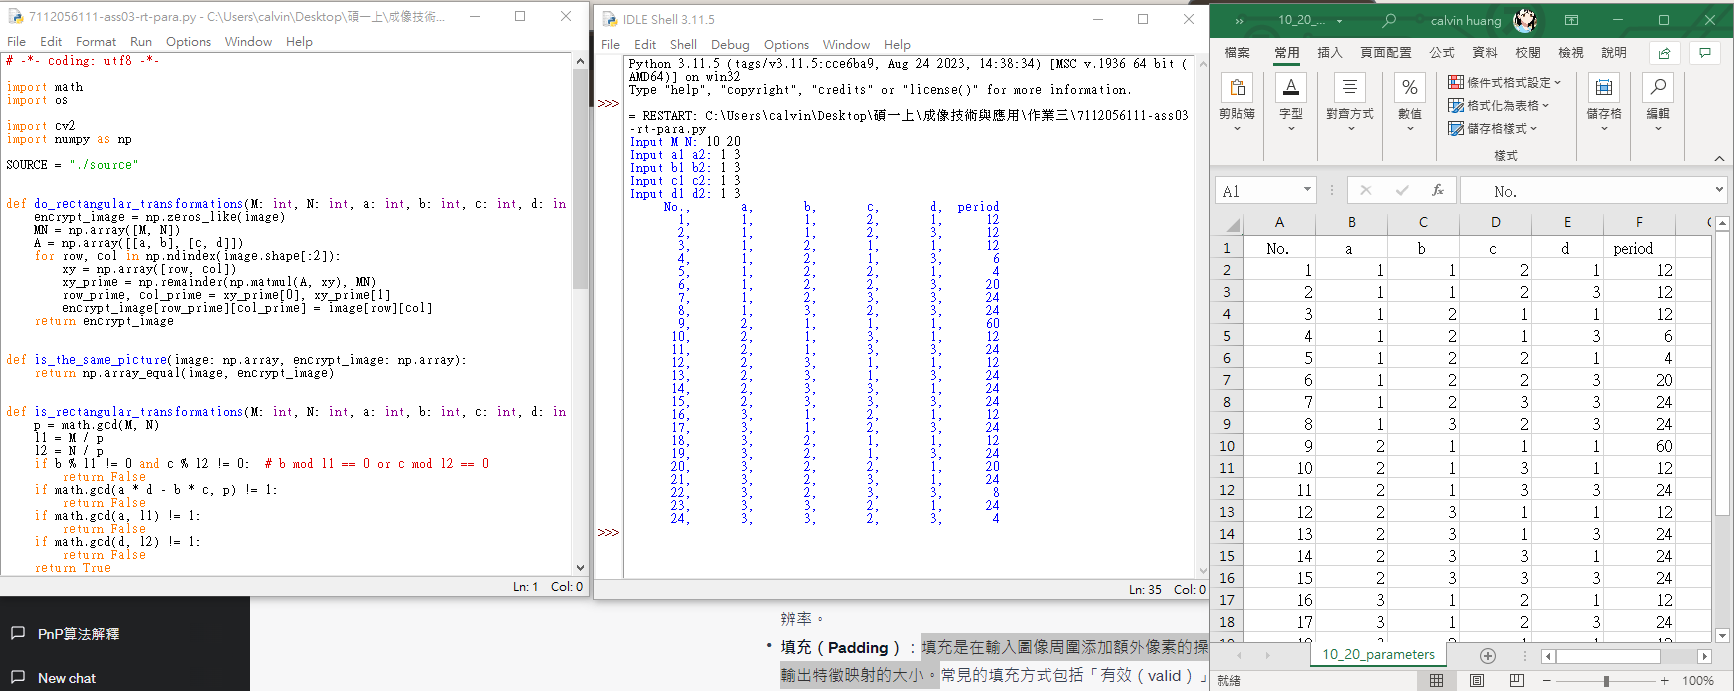 7112056111-ass03-rt-para.py - C:\Users\calvin\Desktop\碩一上\成像技術...
File Edit Format Run Options Window Help
# -*- coding: utf8 -*-
import math
import os
import cv2
import numpy as np
SOURCE = "./source"
def do_rectangular_transformations(M: int, N: int, a: int, b: int, c: int, d: in
    encrypt_image = np.zeros_like(image)
    MN = np.array([M, N])
    A = np.array([[a, b], [c, d]])
    for row, col in np.ndindex(image.shape[:2]):
        xy = np.array([row, col])
        xy_prime = np.remainder(np.matmul(A, xy), MN)
        row_prime, col_prime = xy_prime[0], xy_prime[1]
        encrypt_image[row_prime][col_prime] = image[row][col]
    return encrypt_image
def is_the_same_picture(image: np.array, encrypt_image: np.array):
    return np.array_equal(image, encrypt_image)
def is_rectangular_transformations(M: int, N: int, a: int, b: int, c: int, d: in
    p = math.gcd(M, N)
    l1 = M / p
    l2 = N / p
    if b % l1 != 0 and c % l2 != 0:  # b mod l1 == 0 or c mod l2 == 0
        return False
    if math.gcd(a * d - b * c, p) != 1:
        return False
    if math.gcd(a, l1) != 1:
        return False
    if math.gcd(d, l2) != 1:
        return False
    return True
Ln: 1 Col: 0
IDLE Shell 3.11.5
File Edit Shell Debug Options Window Help
Python 3.11.5 (tags/v3.11.5:cce6ba9, Aug 24 2023, 14:38:34) [MSC v.1936 64 bit (
AMD64)] on win32
Type "help", "copyright", "credits" or "license()" for more information.
>>>
= RESTART: C:\Users\calvin\Desktop\碩一上\成像技術與應用\作業三\7112056111-ass03
-rt-para.py
Input M N: 10 20
Input a1 a2: 1 3
Input b1 b2: 1 3
Input c1 c2: 1 3
Input d1 d2: 1 3
No., a, b, c, d, period
1, 1, 1, 2, 1, 12
2, 1, 1, 2, 3, 12
3, 1, 2, 1, 1, 12
4, 1, 2, 1, 3, 6
5, 1, 2, 2, 1, 4
6, 1, 2, 2, 3, 20
7, 1, 2, 3, 3, 24
8, 1, 3, 2, 3, 24
9, 2, 1, 1, 1, 60
10, 2, 1, 3, 1, 12
11, 2, 1, 3, 3, 24
12, 2, 3, 1, 1, 12
13, 2, 3, 1, 3, 24
14, 2, 3, 3, 1, 24
15, 2, 3, 3, 3, 24
16, 3, 1, 2, 1, 12
17, 3, 1, 2, 3, 24
18, 3, 2, 1, 1, 12
19, 3, 2, 1, 3, 24
20, 3, 2, 2, 1, 20
21, 3, 2, 3, 1, 24
22, 3, 2, 3, 3, 8
23, 3, 3, 2, 1, 24
24, 3, 3, 2, 3, 4
>>>
Ln: 35 Col: 0
10_20_... calvin huang
檔案 常用 插入 頁面配置 公式 資料 校閱 檢視 說明
剪貼簿 字型 對齊方式 數值 條件式格式設定 格式化為表格 儲存格樣式 儲存格 編輯
樣式
A1 fx No.
A B C D E F
1 No. a b c d period
2 1 1 1 2 1 12
3 2 1 1 2 3 12
4 3 1 2 1 1 12
5 4 1 2 1 3 6
6 5 1 2 2 1 4
7 6 1 2 2 3 20
8 7 1 2 3 3 24
9 8 1 3 2 3 24
10 9 2 1 1 1 60
11 10 2 1 3 1 12
12 11 2 1 3 3 24
13 12 2 3 1 1 12
14 13 2 3 1 3 24
15 14 2 3 3 1 24
16 15 2 3 3 3 24
17 16 3 1 2 1 12
18 17 3 1 2 3 24
10_20_parameters
就緒 100%
PnP算法解釋
New chat
辨率。
• 填充（Padding）：填充是在輸入圖像周圍添加額外像素的操
輸出特徵映射的大小。常見的填充方式包括「有效（valid）」